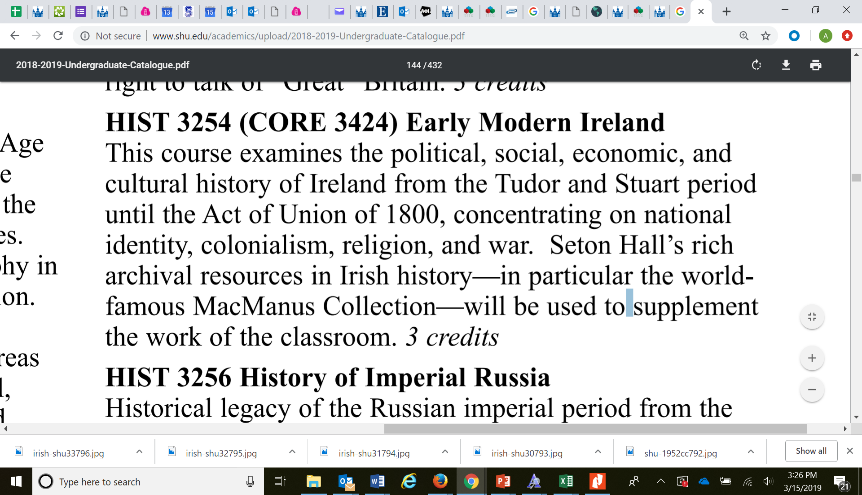 Not secure | www.shu.edu/academics/upload/2018-2019-Undergraduate-Catalogue.pdf
2018-2019-Undergraduate-Catalogue.pdf
144 / 432
right to talk of "Great" Britain. 3 credits
HIST 3254 (CORE 3424) Early Modern Ireland
This course examines the political, social, economic, and
cultural history of Ireland from the Tudor and Stuart period
until the Act of Union of 1800, concentrating on national
identity, colonialism, religion, and war. Seton Hall's rich
archival resources in Irish history—in particular the world-
famous MacManus Collection—will be used to supplement
the work of the classroom. 3 credits
HIST 3256 History of Imperial Russia
Historical legacy of the Russian imperial period from the
Age
e
the
es.
hy in
on.
reas
l,
irish shu33796.jpg
irish shu32795.jpg
irish shu31794.jpg
irish shu30793.jpg
shu 1952cc792.jpg
Show all
Type here to search
3:26 PM
3/15/2019
21